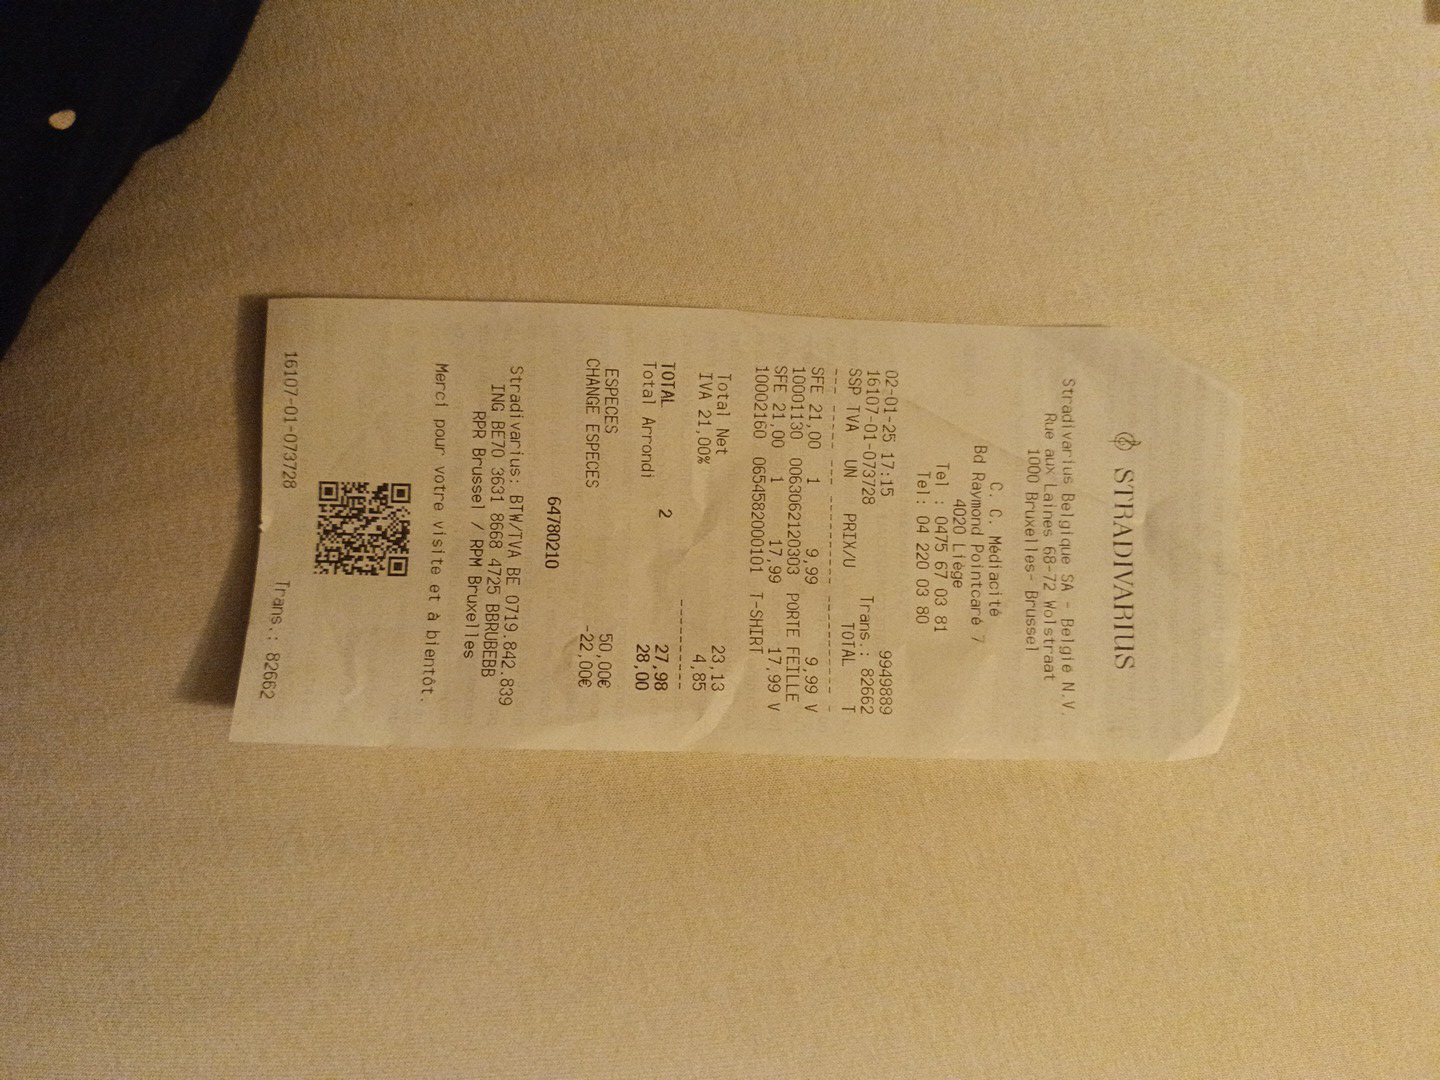 STRADIVARIUS
Stradivarius Belgique SA - België N.V.
Rue aux Laines 68-72 Wolstraat
1000 Bruxelles- Brussel
C. C. Médiacité
Bd Raymond Pointcaré 7
4020 Liège
Tel : 0475 67 03 81
Tel: 04 220 03 80
02-01-25 17:15 9949889
16107-01-073728 Trans.: 82662
SSP TVA UN PRIX/U TOTAL T
--- ---- --- -------------- ---------- -
SFE 21,00 1 9,99 9,99 V
10001130 00630621203​03 PORTE FEILLE
SFE 21,00 1 17,99 17,99 V
10002160 06545820001​01 T-SHIRT
Total Net 23,13
IVA 21,00% 4,85
----------
TOTAL 2 27,98
Total Arrondi 28,00
ESPECES 50,00€
CHANGE ESPECES -22,00€
64780210
Stradivarius: BTW/TVA BE 0719.842.839
ING BE70 3631 8668 4725 BBRUBEBB
RPR Brussel / RPM Bruxelles
Merci pour votre visite et à bientôt.
16107-01-073728 Trans.: 82662